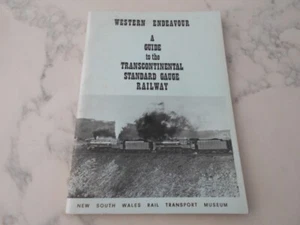 WESTERN ENDEAVOUR
A
GUIDE
to the
TRANSCONTINENTAL
STANDARD GAUGE
RAILWAY
NEW SOUTH WALES RAIL TRANSPORT MUSEUM